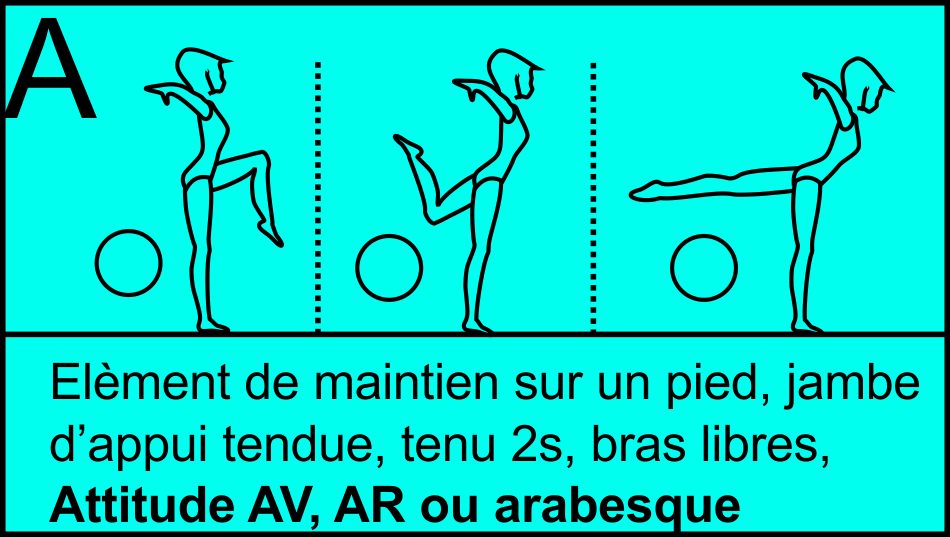 A
Elèment de maintien sur un pied, jambe
d’appui tendue, tenu 2s, bras libres,
Attitude AV, AR ou arabesque